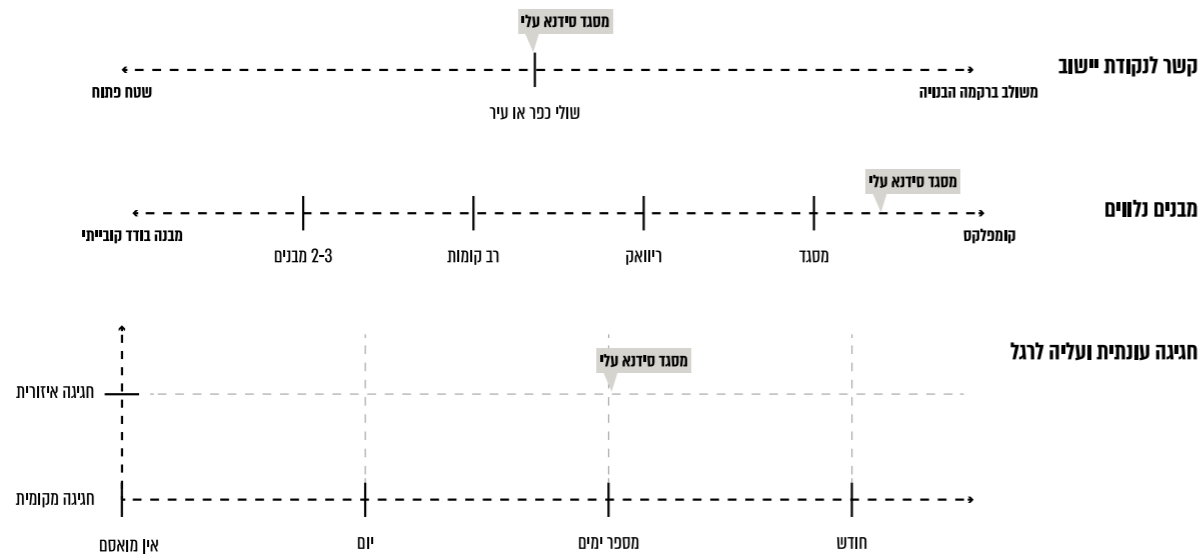 מסגד סידנא עלי
קשר לנקודת יישוב
משולב ברקמה הבנויה
שטח פתוח
שולי כפר או עיר
מסגד סידנא עלי
מבנים נלווים
קומפלקס
מבנה בודד קובייתי
מסגד
ריוואק
רב קומות
2-3 מבנים
חגיגה עונתית ועליה לרגל
מסגד סידנא עלי
חגיגה איזורית
חגיגה מקומית
חודש
מספר ימים
יום
אין מואסם